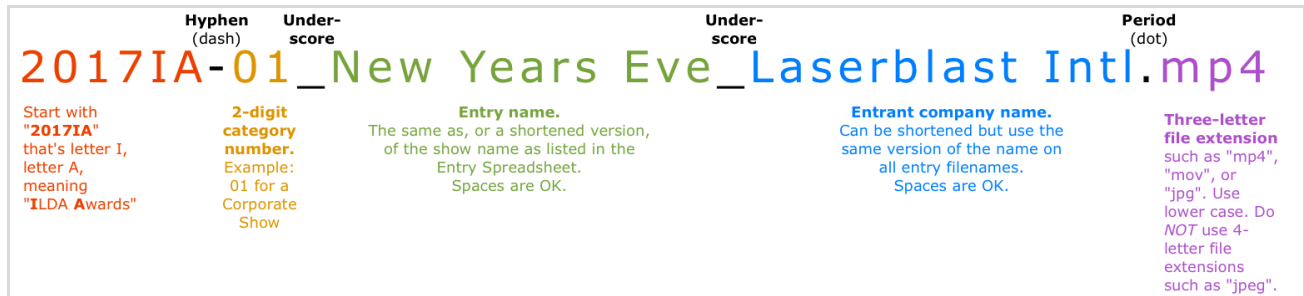 Hyphen
(dash)
Under-
score
Under-
score
Period
(dot)
2017IA-01_New Years Eve_Laserblast Intl.mp4
Start with
"2017IA"
that's letter I,
letter A,
meaning
"ILDA Awards"
2-digit
category
number.
Example:
01 for a
Corporate
Show
Entry name.
The same as, or a shortened version,
of the show name as listed in the
Entry Spreadsheet.
Spaces are OK.
Entrant company name.
Can be shortened but use the
same version of the name on
all entry filenames.
Spaces are OK.
Three-letter
file extension
such as "mp4",
"mov", or
"jpg". Use
lower case. Do
NOT use 4-
letter file
extensions
such as "jpeg".